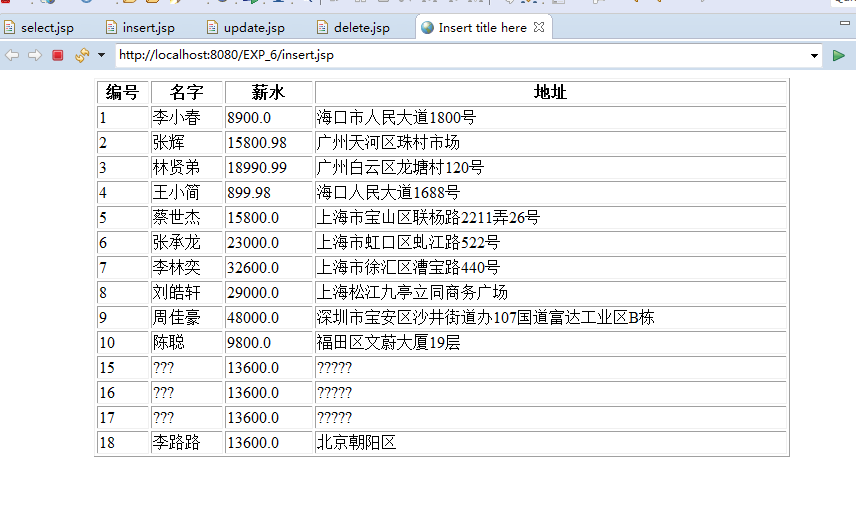 select.jsp insert.jsp update.jsp delete.jsp Insert title here
http://localhost:8080/EXP_6/insert.jsp
编号 名字 薪水 地址
1 李小春 8900.0 海口市人民大道1800号
2 张辉 15800.98 广州天河区珠村市场
3 林贤弟 18990.99 广州白云区龙塘村120号
4 王小简 899.98 海口人民大道1688号
5 蔡世杰 15800.0 上海市宝山区联杨路2211弄26号
6 张承龙 23000.0 上海市虹口区虬江路522号
7 李林奕 32600.0 上海市徐汇区漕宝路440号
8 刘皓轩 29000.0 上海松江九亭立同商务广场
9 周佳豪 48000.0 深圳市宝安区沙井街道办107国道富达工业区B栋
10 陈聪 9800.0 福田区文蔚大厦19层
15 ??? 13600.0 ?????
16 ??? 13600.0 ?????
17 ??? 13600.0 ?????
18 李路路 13600.0 北京朝阳区